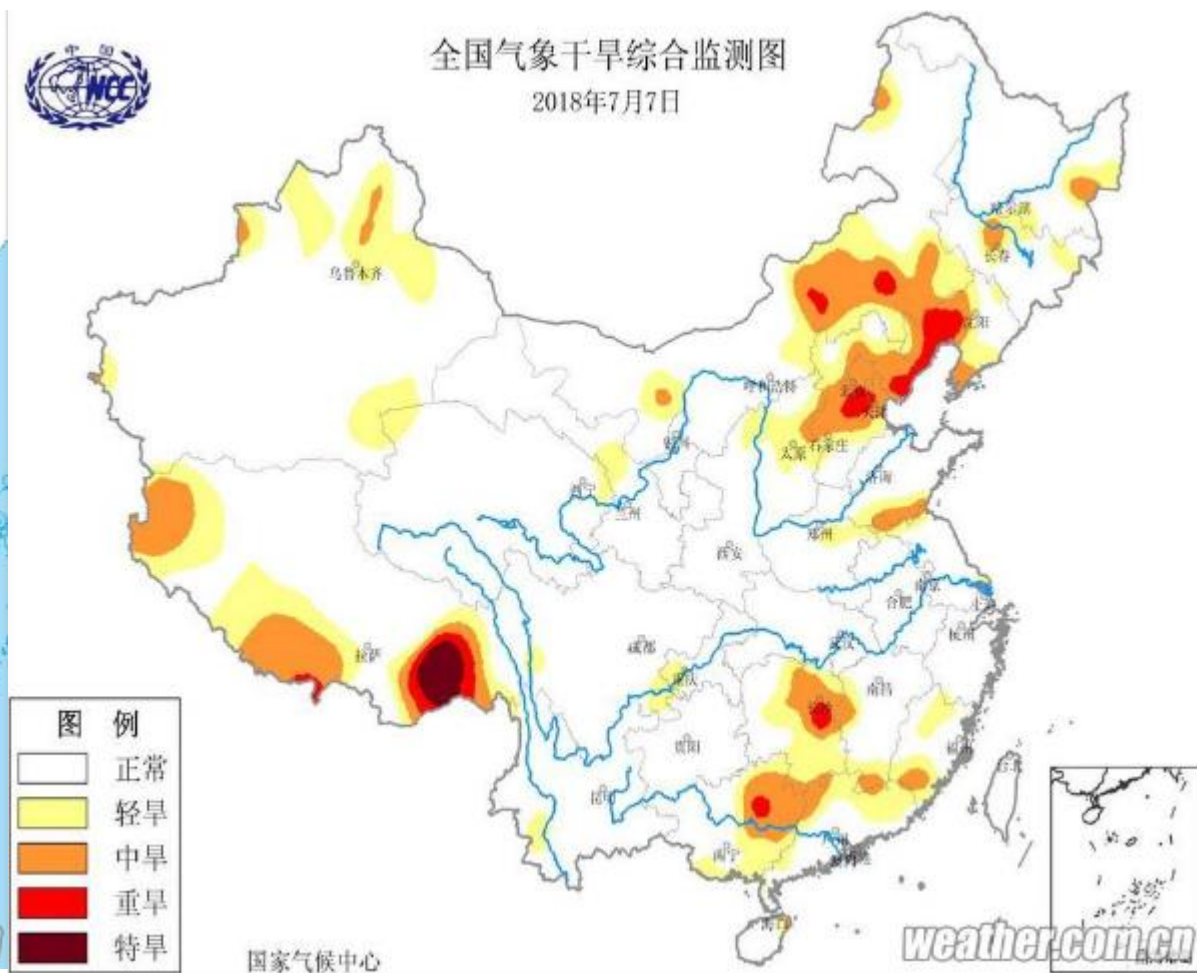 中国
NCC
全国气象干旱综合监测图
2018年7月7日
哈尔滨
长春
乌鲁木齐
沈阳
呼和浩特
北京
天津
银川
太原
石家庄
济南
西宁
兰州
郑州
西安
南京
合肥
上海
杭州
拉萨
成都
武汉
重庆
南昌
长沙
贵阳
福州
台北
昆明
南宁
广州
海口
图例
正常
轻旱
中旱
重旱
特旱
国家气候中心
weather.com.cn